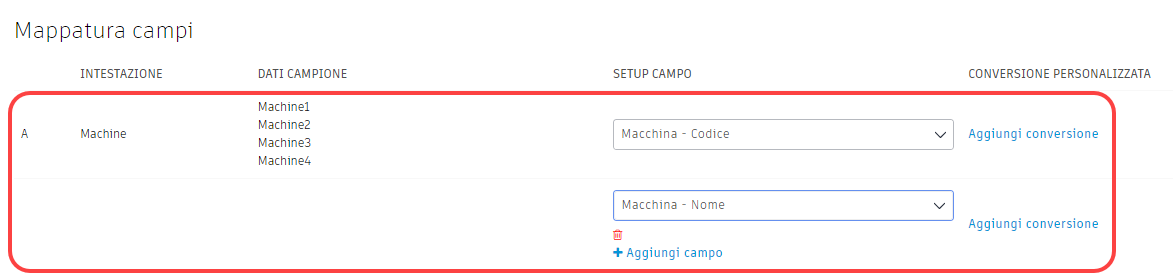 Mappatura campi
INTESTAZIONE DATI CAMPIONE SETUP CAMPO CONVERSIONE PERSONALIZZATA
A Machine Machine1 Macchina - Codice Aggiungi conversione
Machine2
Machine3
Machine4
Macchina - Nome Aggiungi conversione
+ Aggiungi campo